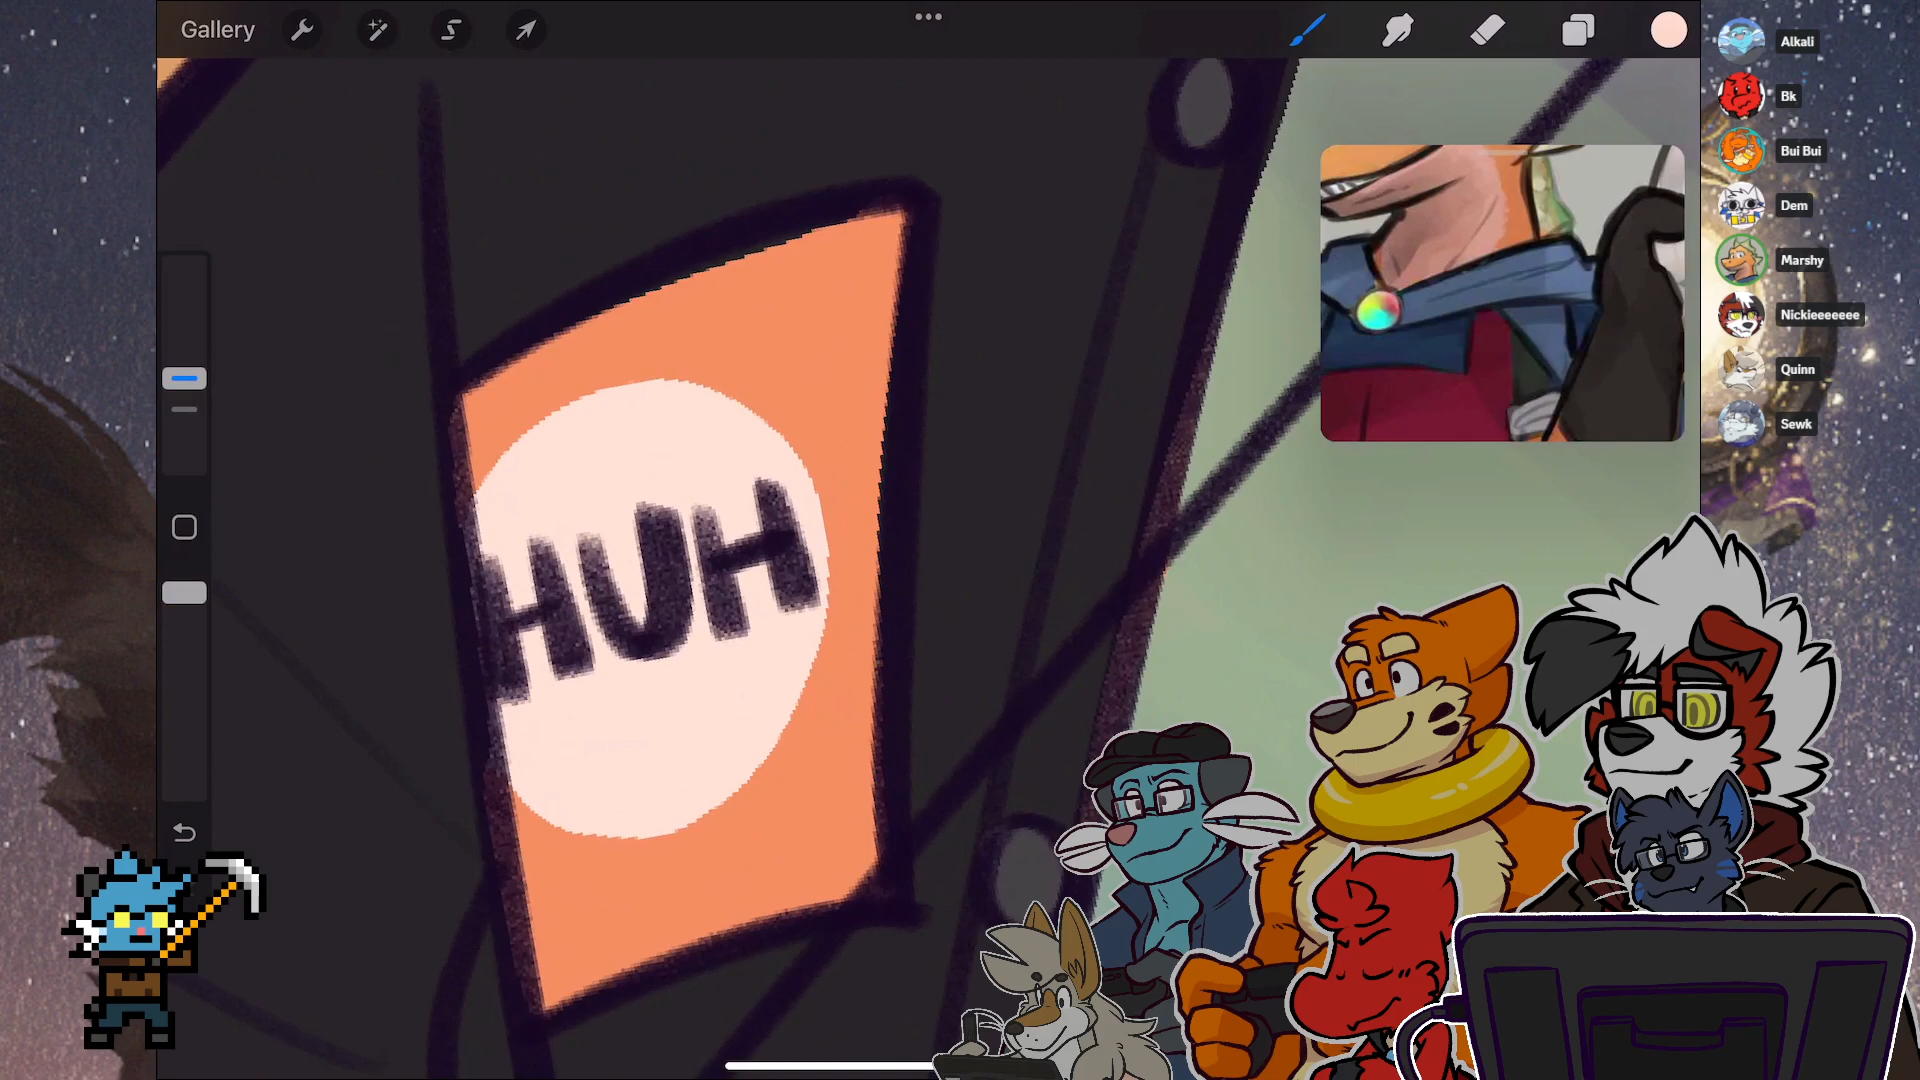 Gallery
Alkali
Bk
Bui Bui
Dem
Marshy
Nickieeeeeee
Quinn
Sewk
HUH